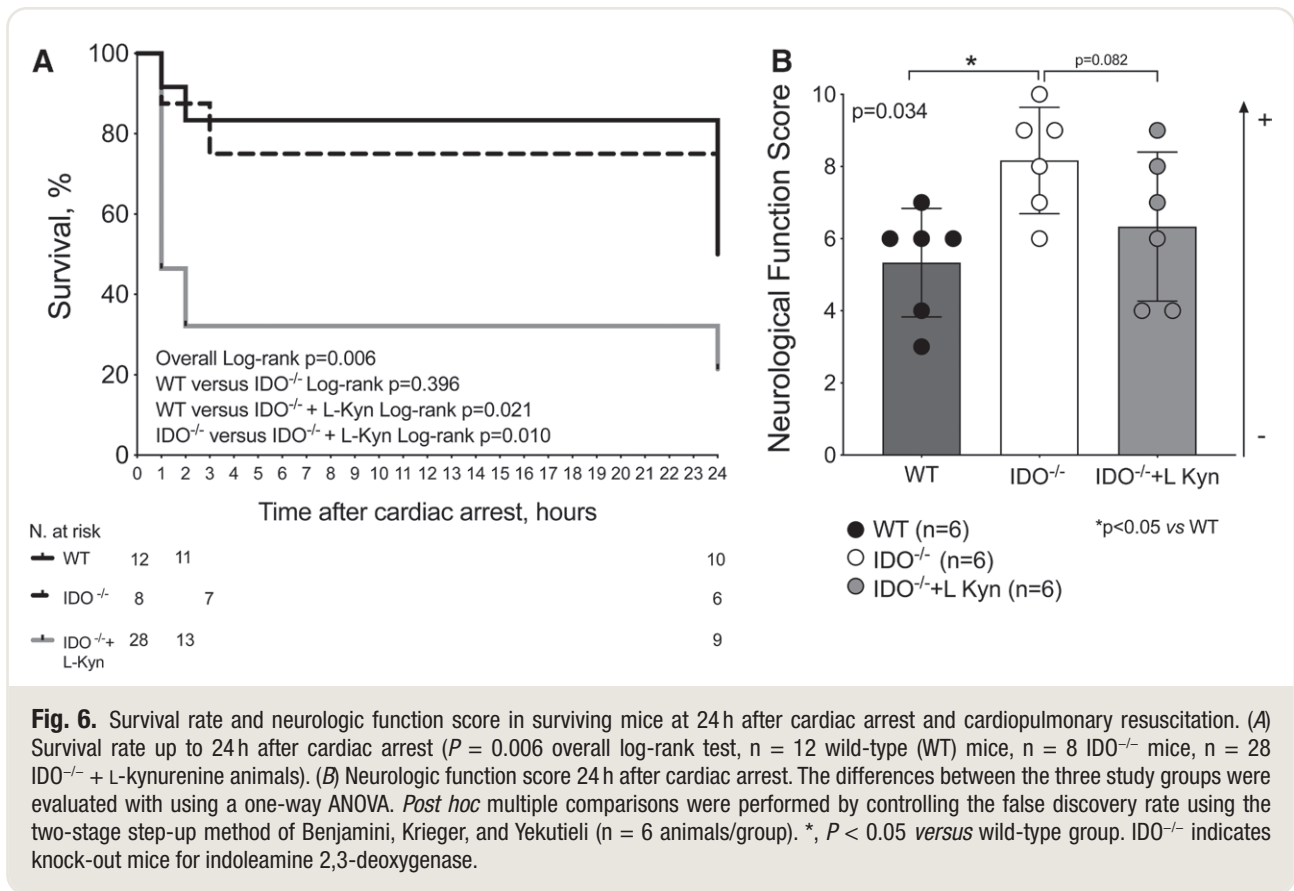 A
100
80
60
40
20
0
Survival, %
Overall Log-rank p=0.006
WT versus IDO-/- Log-rank p=0.396
WT versus IDO-/- + L-Kyn Log-rank p=0.021
IDO-/- versus IDO-/- + L-Kyn Log-rank p=0.010
0 1 2 3 4 5 6 7 8 9 10 11 12 13 14 15 16 17 18 19 20 21 22 23 24
Time after cardiac arrest, hours
N. at risk
WT 12 11 10
IDO -/- 8 7 6
IDO -/-+ 28 13 9
L-Kyn
B
* p=0.082
Neurological Function Score
10
8
6
4
2
0
p=0.034
+
-
WT IDO-/- IDO-/-+L Kyn
WT (n=6)
IDO-/- (n=6)
IDO-/-+L Kyn (n=6)
*p<0.05 vs WT
Fig. 6. Survival rate and neurologic function score in surviving mice at 24 h after cardiac arrest and cardiopulmonary resuscitation. (A)
Survival rate up to 24 h after cardiac arrest (P = 0.006 overall log-rank test, n = 12 wild-type (WT) mice, n = 8 IDO−/− mice, n = 28
IDO−/− + L-kynurenine animals). (B) Neurologic function score 24 h after cardiac arrest. The differences between the three study groups were
evaluated with using a one-way ANOVA. Post hoc multiple comparisons were performed by controlling the false discovery rate using the
two-stage step-up method of Benjamini, Krieger, and Yekutieli (n = 6 animals/group). *, P < 0.05 versus wild-type group. IDO−/− indicates
knock-out mice for indoleamine 2,3-deoxygenase.